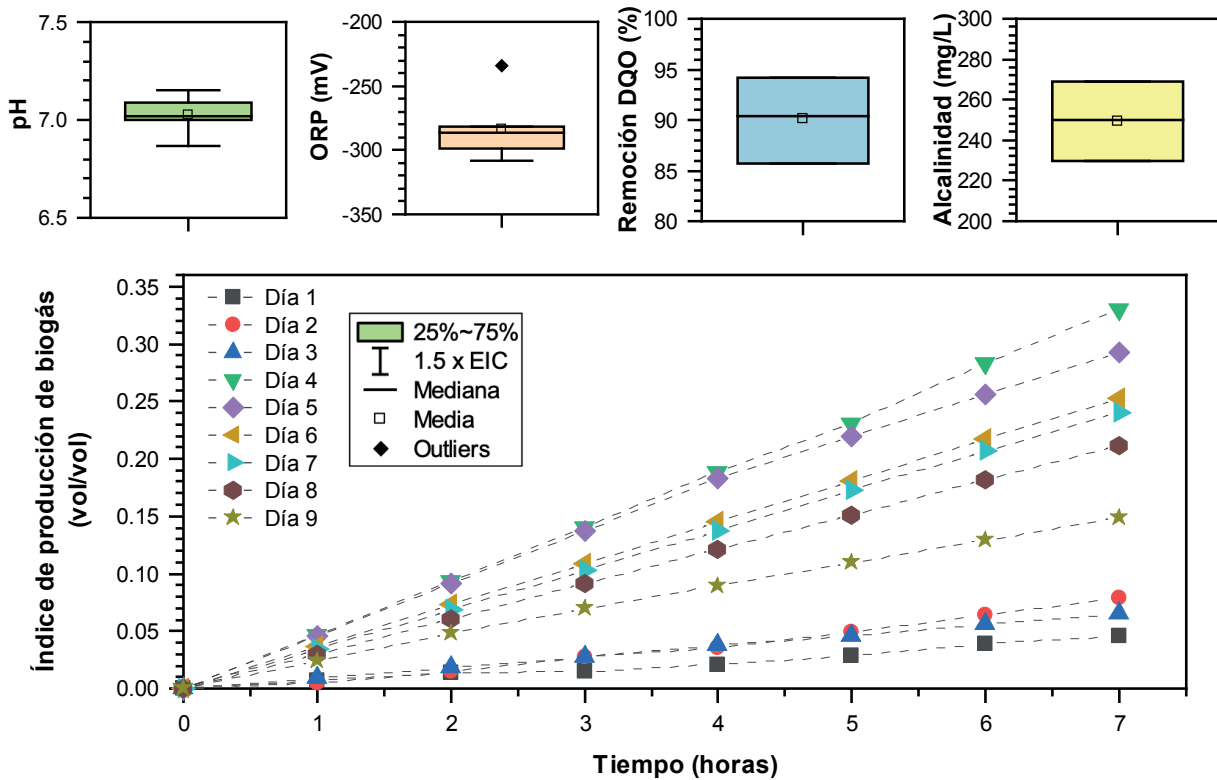 pH
7.5
7.0
6.5
ORP (mV)
-200
-250
-300
-350
Remoción DQO (%)
100
95
90
85
80
Alcalinidad (mg/L)
300
280
260
240
220
200
Índice de producción de biogás
(vol/vol)
0.35
0.30
0.25
0.20
0.15
0.10
0.05
0.00
Día 1
Día 2
Día 3
Día 4
Día 5
Día 6
Día 7
Día 8
Día 9
25%~75%
1.5 x EIC
Mediana
Media
Outliers
0 1 2 3 4 5 6 7
Tiempo (horas)